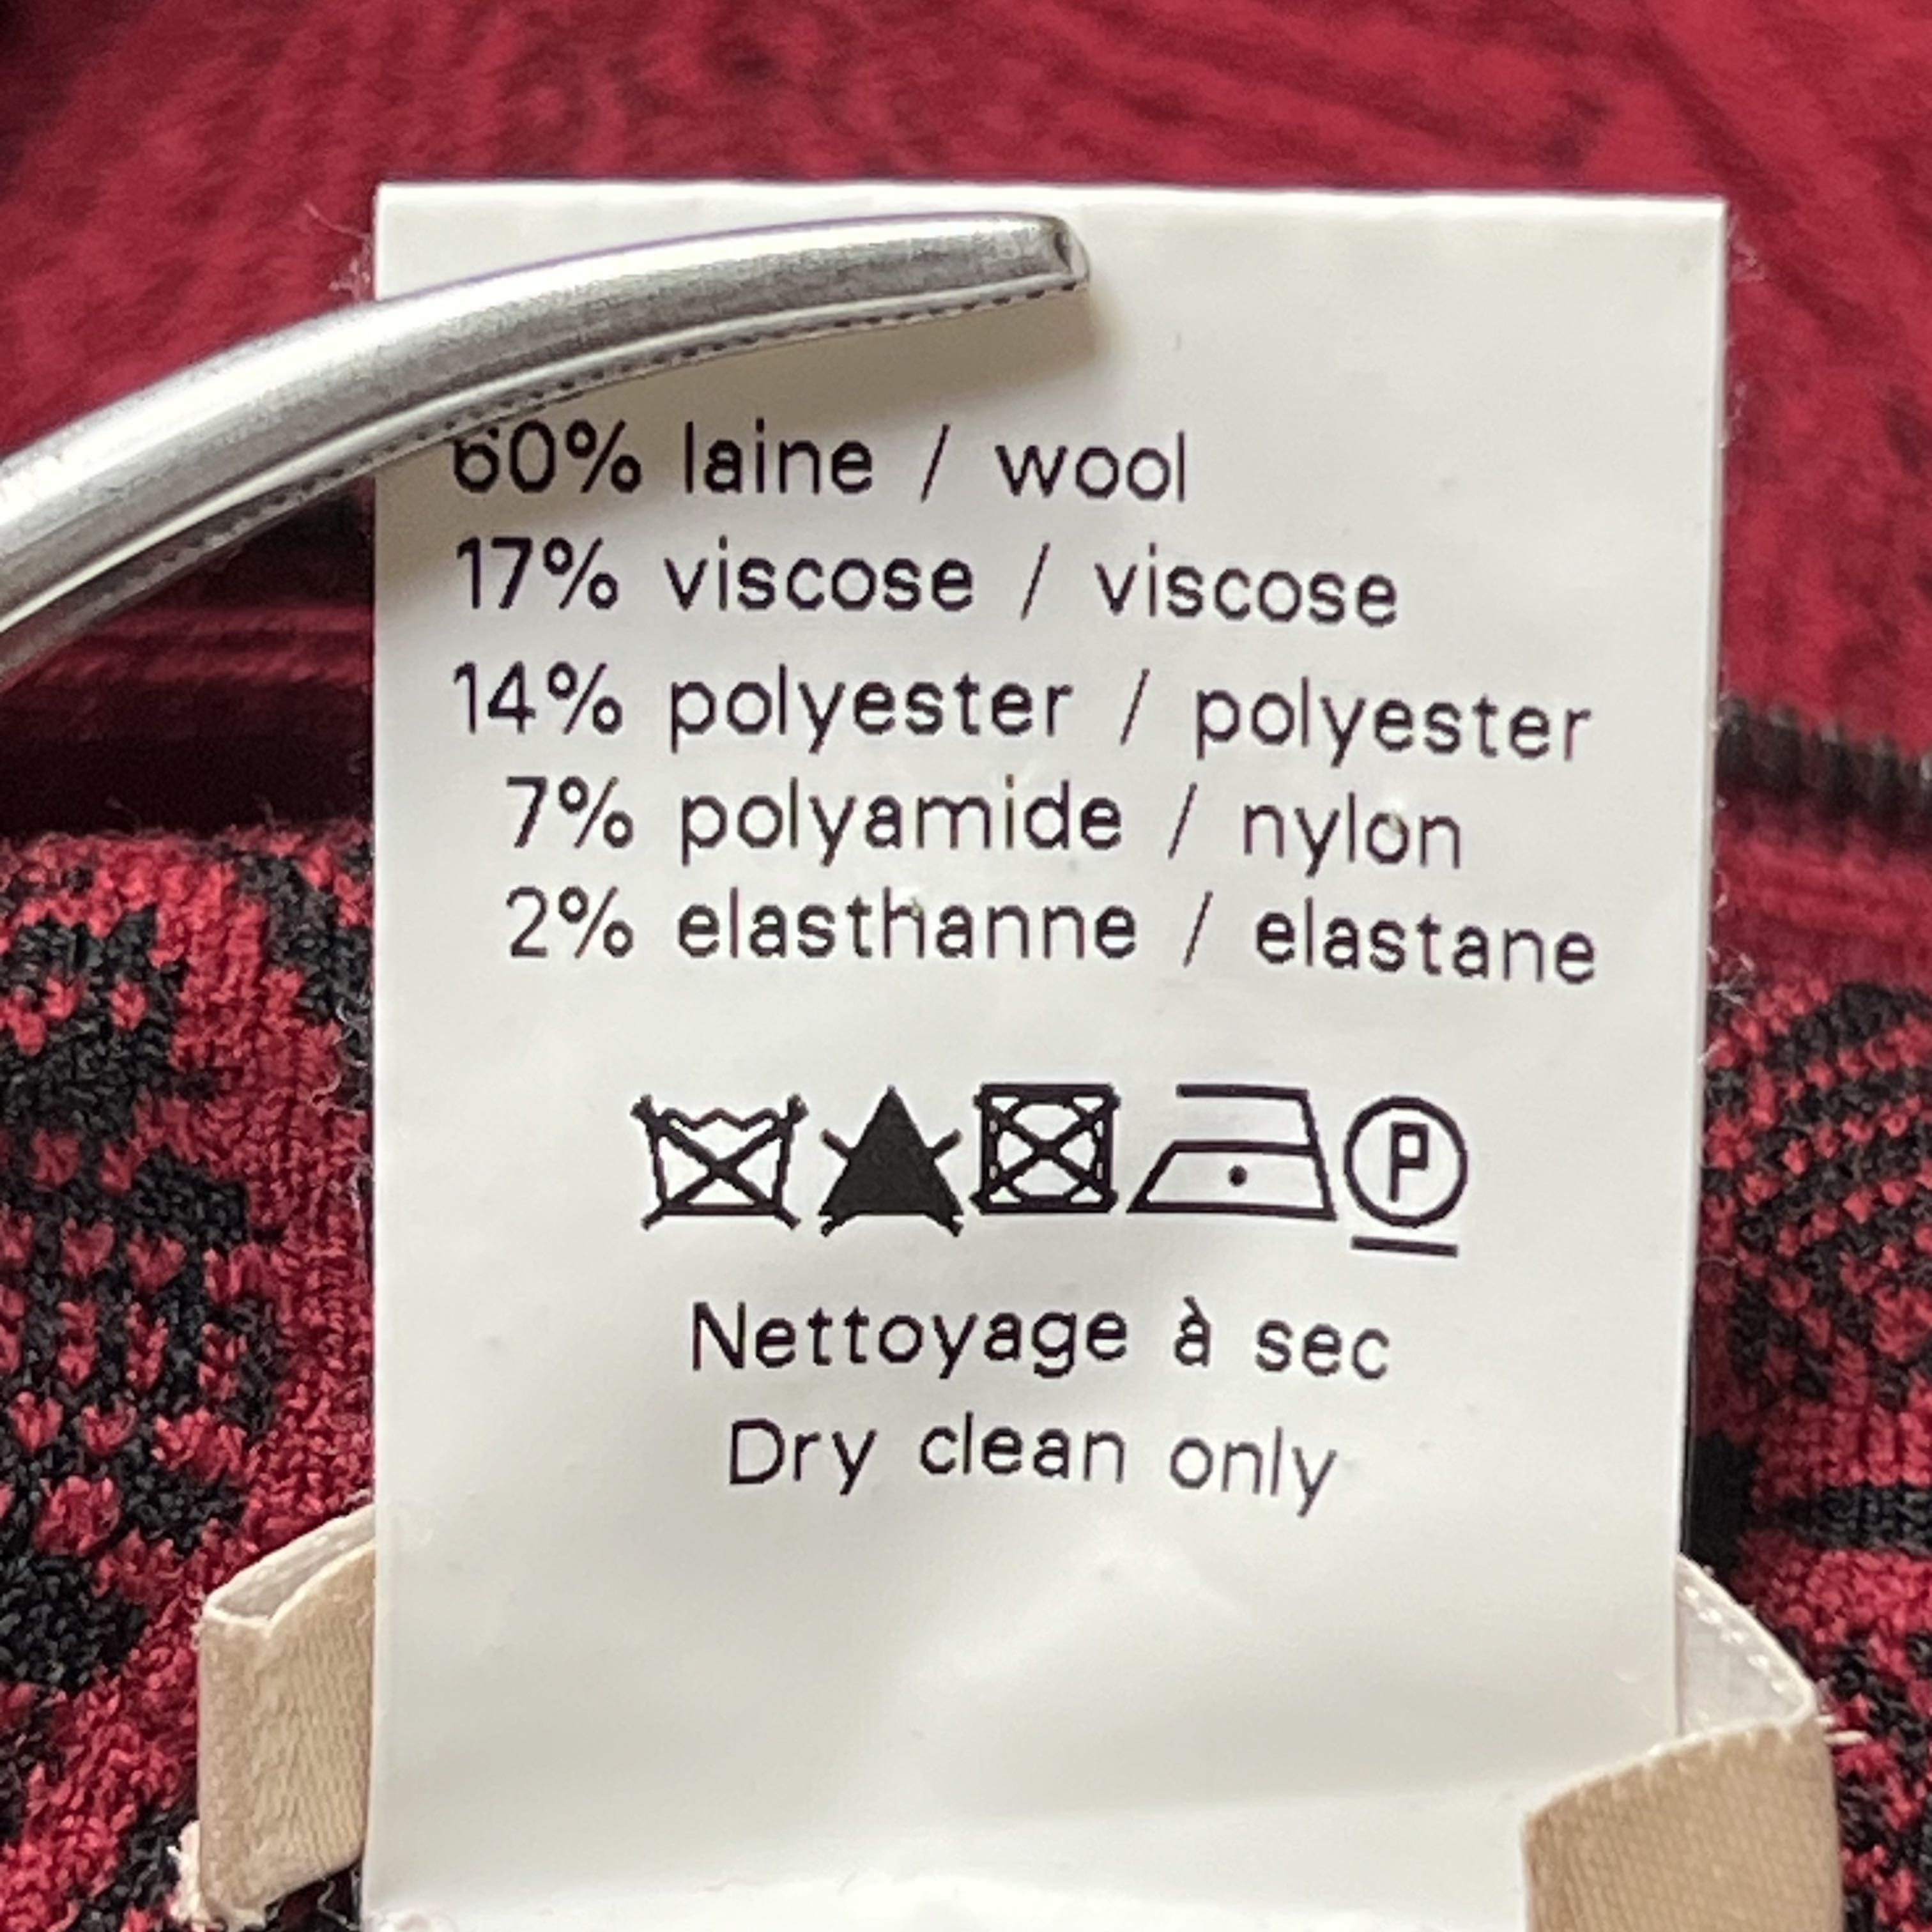 60% laine / wool
17% viscose / viscose
14% polyester / polyester
7% polyamide / nylon
2% elasthanne / elastane
P
Nettoyage à sec
Dry clean only